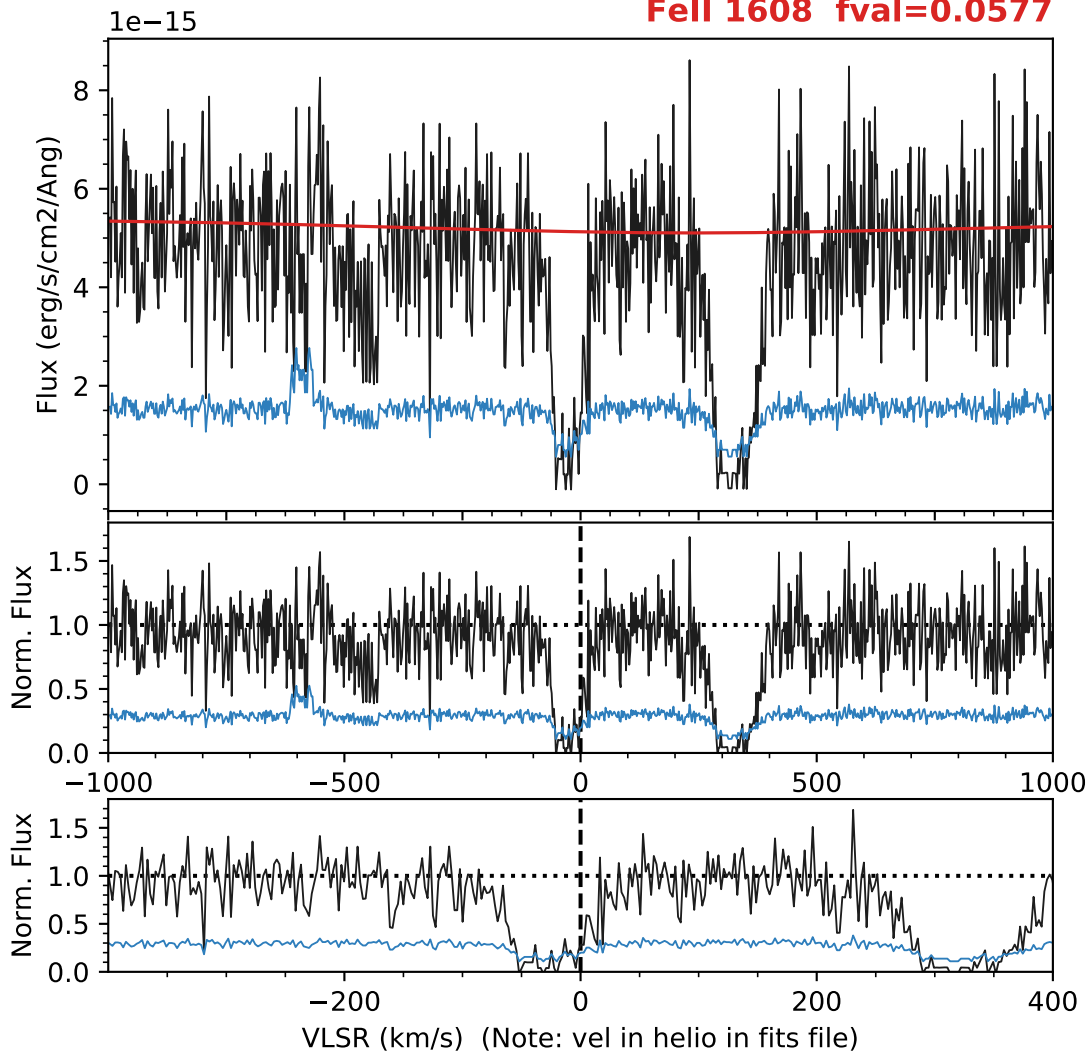 FeII 1608 fval=0.0577
1e−15
8
6
4
2
0
Flux (erg/s/cm2/Ang)
1.5
1.0
0.5
0.0
Norm. Flux
−1000 −500 0 500 1000
1.5
1.0
0.5
0.0
Norm. Flux
−200 0 200 400
VLSR (km/s) (Note: vel in helio in fits file)